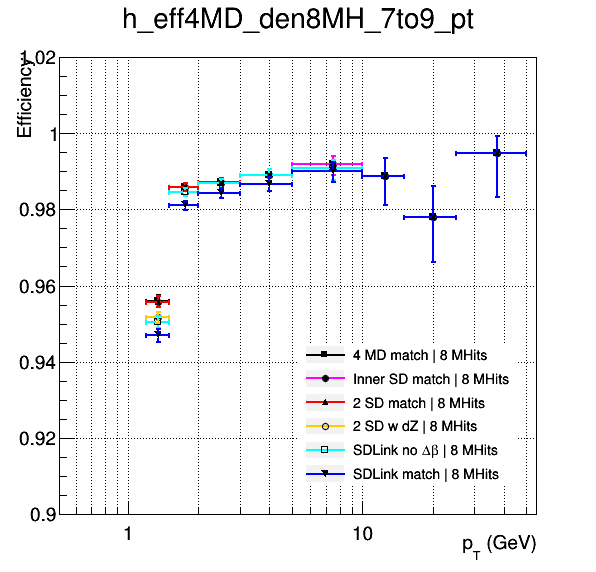 h_eff4MD_den8MH_7to9_pt
Efficiency
1.02
1
0.98
0.96
0.94
0.92
0.9
4 MD match | 8 MHits
Inner SD match | 8 MHits
2 SD match | 8 MHits
2 SD w dZ | 8 MHits
SDLink no Δβ | 8 MHits
SDLink match | 8 MHits
1
10
p_T (GeV)